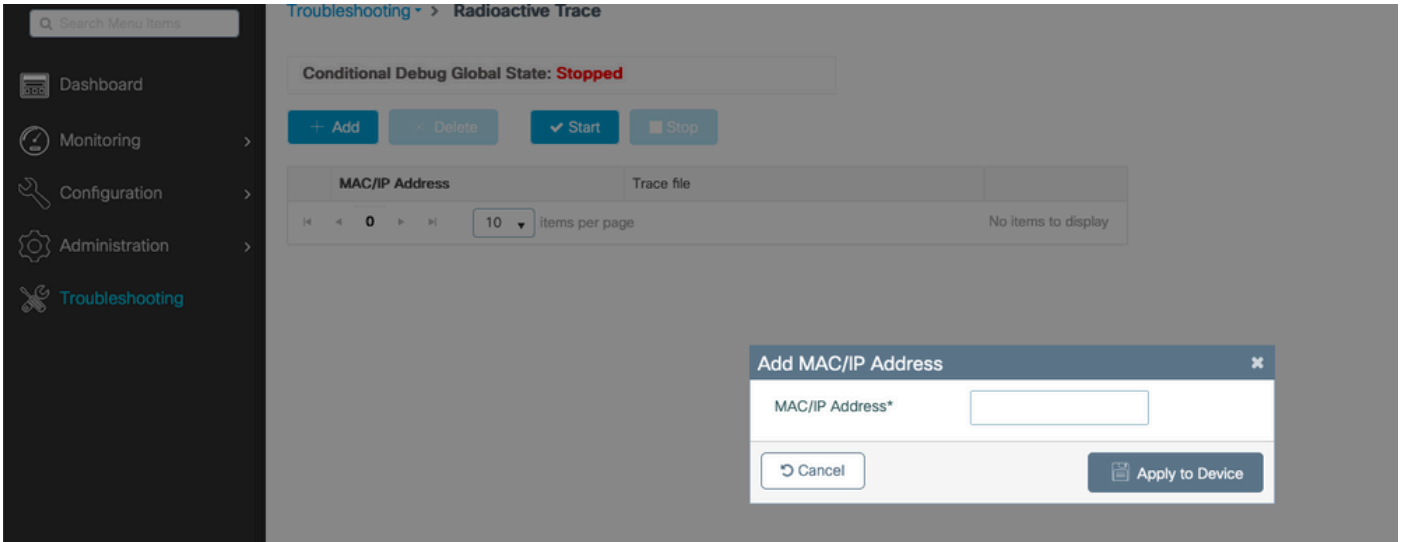 Search Menu Items
Troubleshooting > Radioactive Trace
Dashboard
Monitoring >
Configuration >
Administration >
Troubleshooting
Conditional Debug Global State: Stopped
+ Add × Delete ✔ Start Stop
MAC/IP Address Trace file
0 10 items per page No items to display
Add MAC/IP Address ×
MAC/IP Address*
Cancel Apply to Device